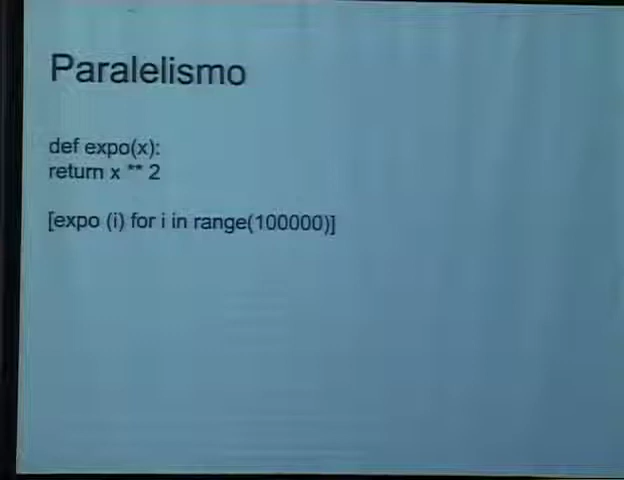 Paralelismo
def expo(x):
return x ** 2
[expo (i) for i in range(100000)]